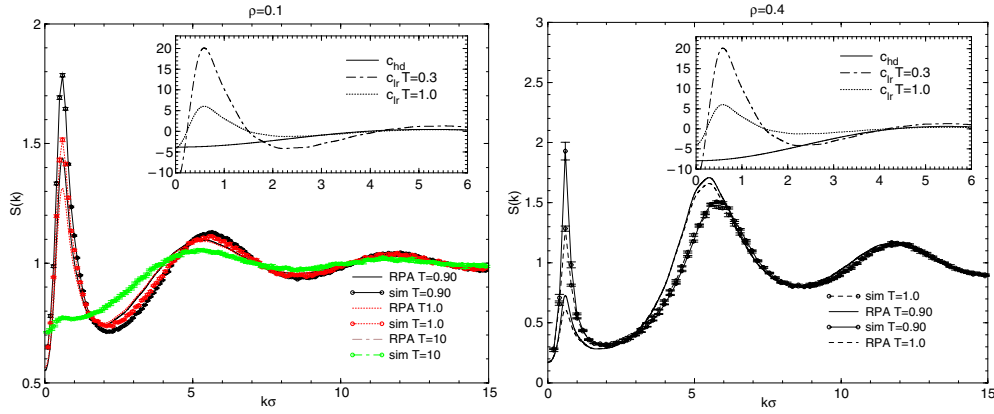 ρ=0.1
2
1.5
1
0.5
S(k)
0
5
10
15
kσ
20
15
10
5
0
−5
−10
0
1
2
3
4
5
6
c_hd
c_lr T=0.3
c_lr T=1.0
RPA T=0.90
sim T=0.90
RPA T1.0
sim T=1.0
RPA T=10
sim T=10
ρ=0.4
3
2.5
2
1.5
1
0.5
0
S(k)
0
5
10
15
kσ
20
15
10
5
0
−5
−10
0
1
2
3
4
5
6
c_hd
c_lr T=0.3
c_lr T=1.0
sim T=1.0
RPA T=0.90
sim T=0.90
RPA T=1.0